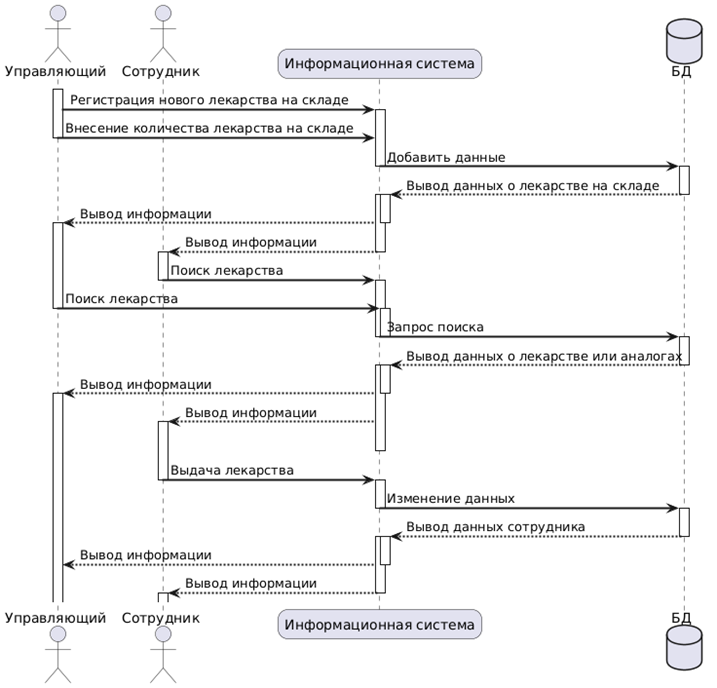 Управляющий
Сотрудник
Информационная система
БД
Регистрация нового лекарства на складе
Внесение количества лекарства на складе
Добавить данные
Вывод данных о лекарстве на складе
Вывод информации
Вывод информации
Поиск лекарства
Поиск лекарства
Запрос поиска
Вывод данных о лекарстве или аналогах
Вывод информации
Вывод информации
Выдача лекарства
Изменение данных
Вывод данных сотрудника
Вывод информации
Вывод информации
Управляющий
Сотрудник
Информационная система
БД